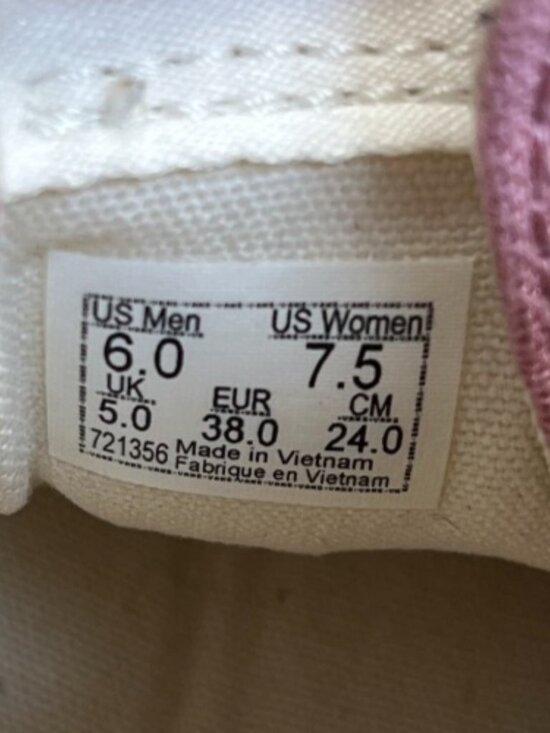 US Men US Women
6.0 7.5
UK EUR CM
5.0 38.0 24.0
721356 Made in Vietnam
Fabrique en Vietnam